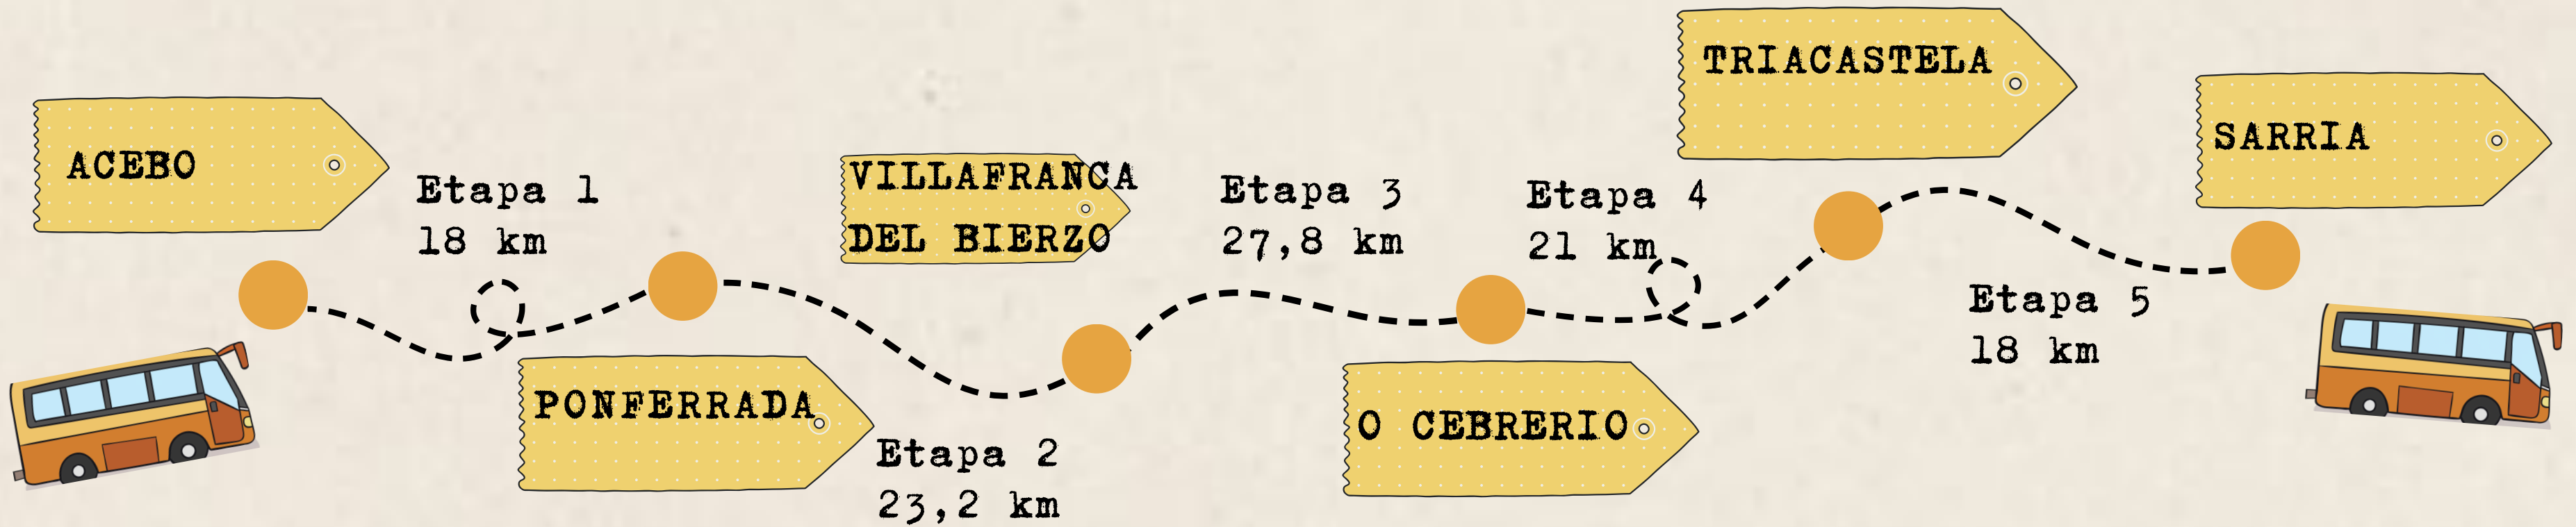 ACEBO
Etapa 1
18 km
PONFERRADA
Etapa 2
23,2 km
VILLAFRANCA
DEL BIERZO
Etapa 3
27,8 km
O CEBRERIO
Etapa 4
21 km
TRIACASTELA
Etapa 5
18 km
SARRIA